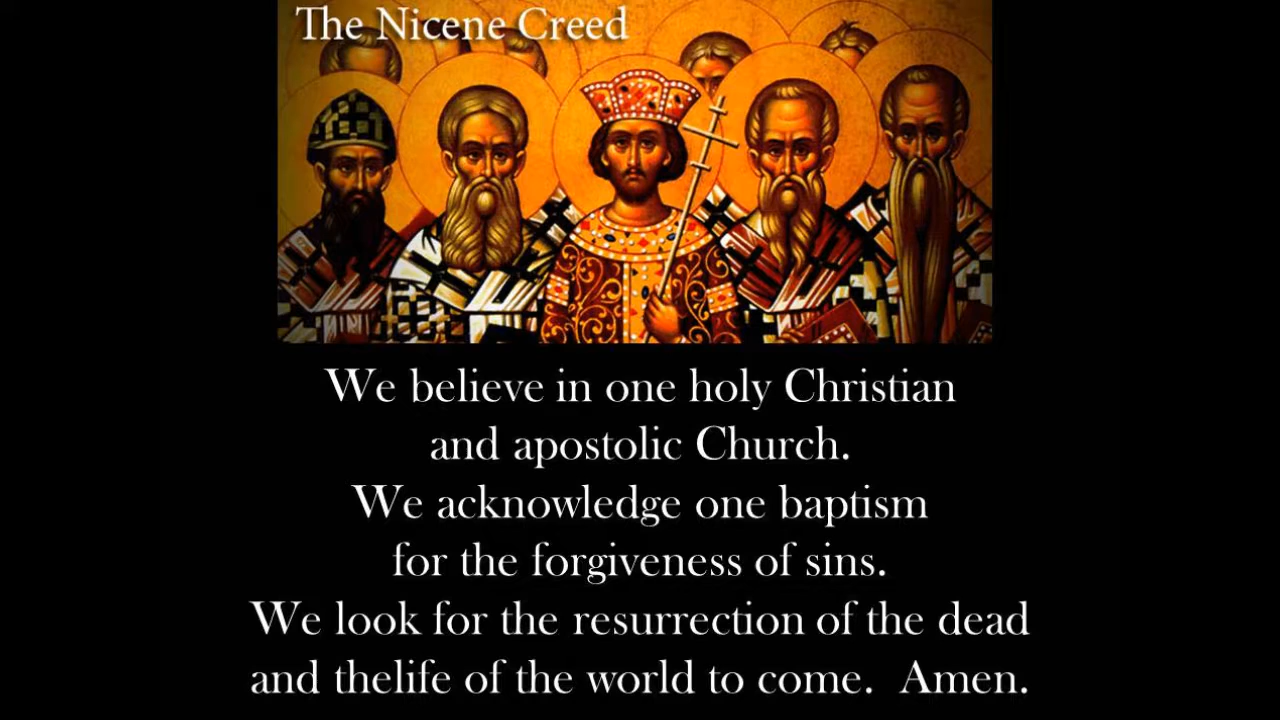 The Nicene Creed
We believe in one holy Christian
and apostolic Church.
We acknowledge one baptism
for the forgiveness of sins.
We look for the resurrection of the dead
and thelife of the world to come.  Amen.